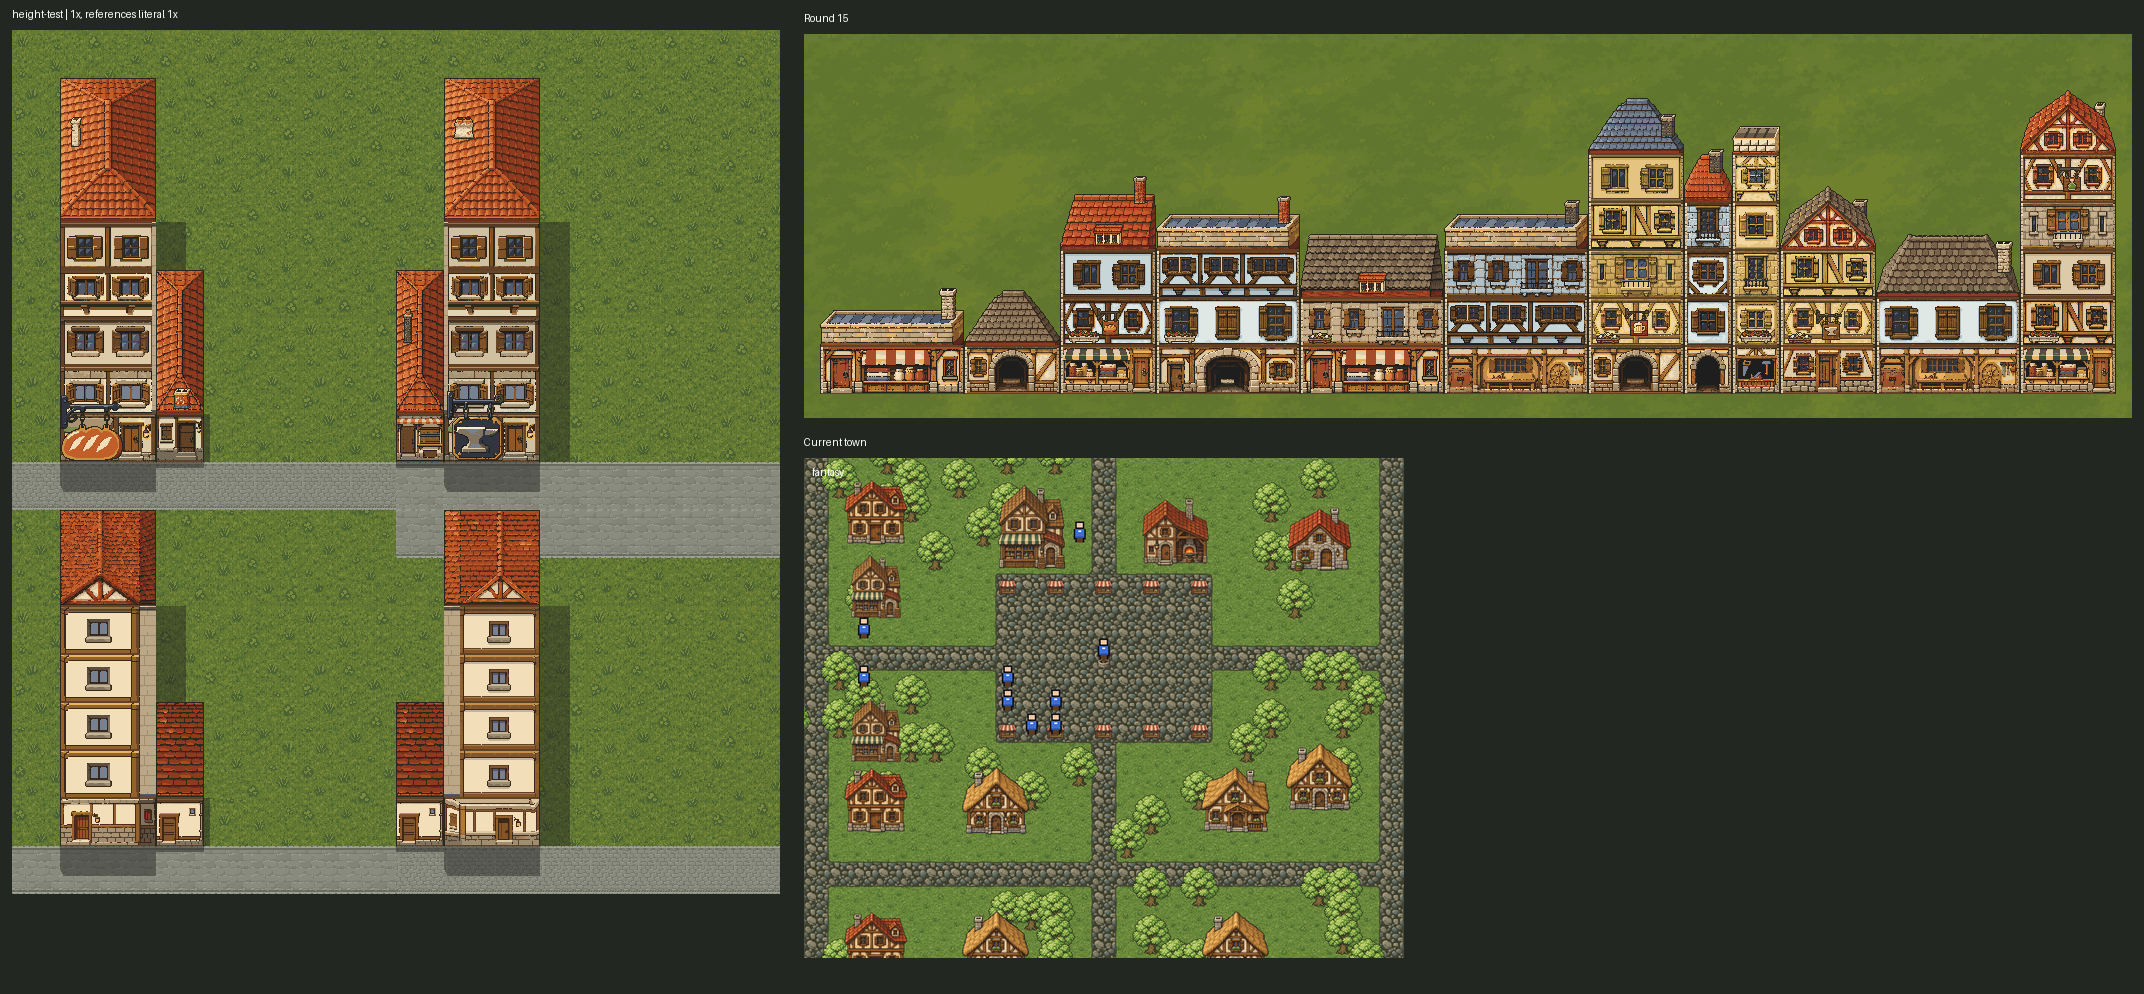 height-test | 1x, references literal 1x
Round 15
Current town
fantasy